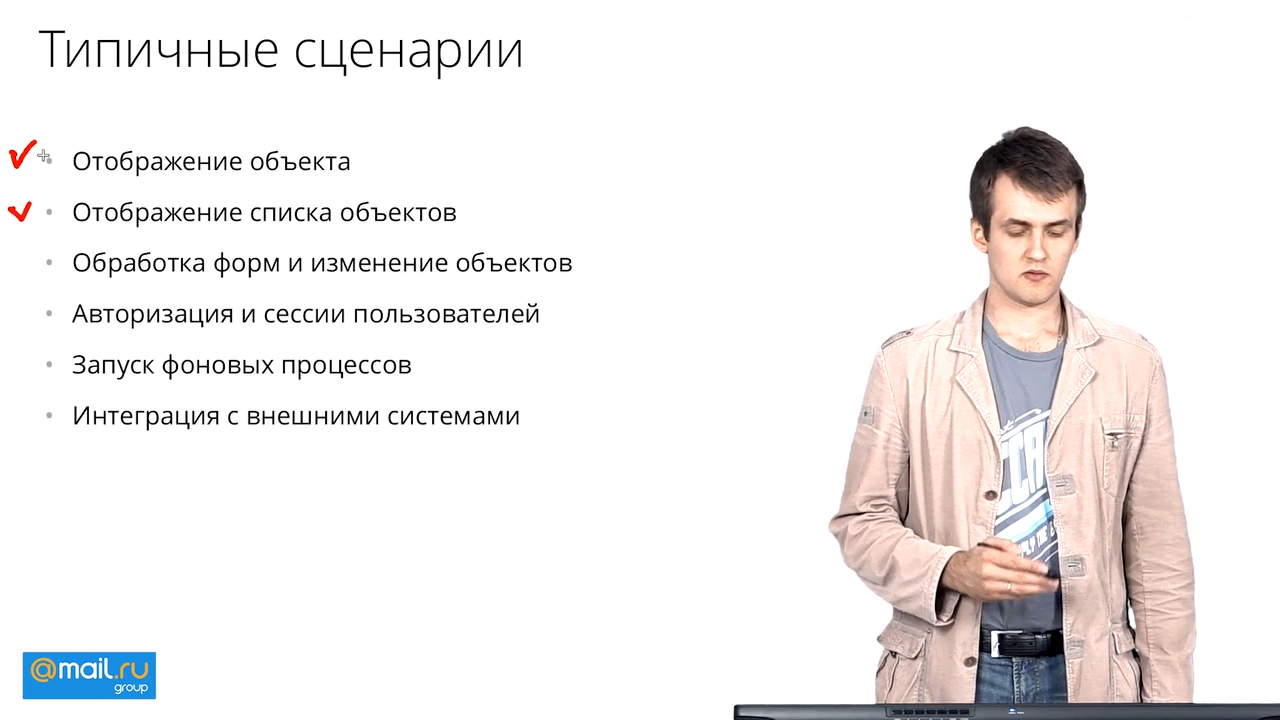 Типичные сценарии
Отображение объекта
Отображение списка объектов
Обработка форм и изменение объектов
Авторизация и сессии пользователей
Запуск фоновых процессов
Интеграция с внешними системами
@mail.ru
group